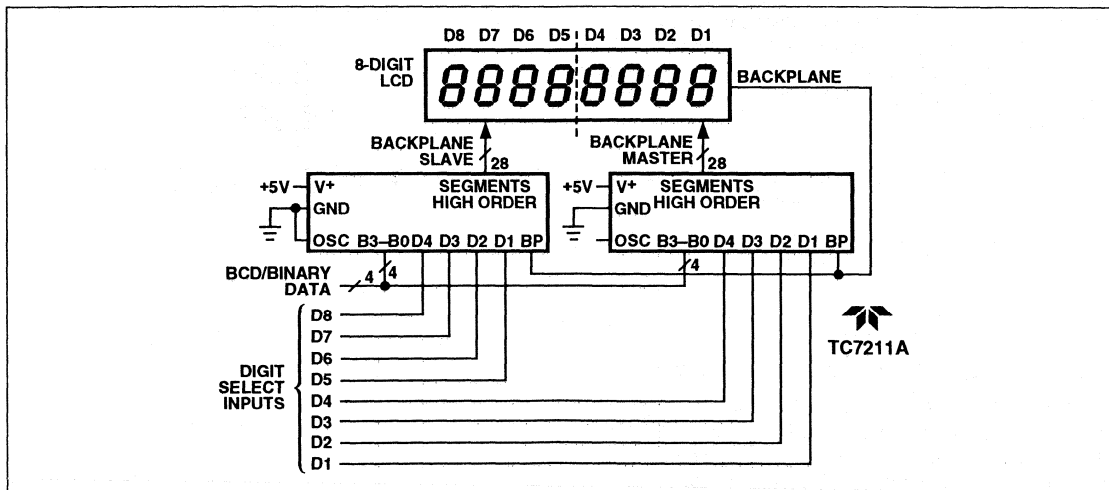 D8 D7 D6 D5 D4 D3 D2 D1
8-DIGIT
LCD
88888888
BACKPLANE
BACKPLANE
SLAVE
28
BACKPLANE
MASTER
28
+5V
V+
GND
SEGMENTS
HIGH ORDER
OSC B3–B0 D4 D3 D2 D1 BP
+5V
V+
GND
SEGMENTS
HIGH ORDER
OSC B3–B0 D4 D3 D2 D1 BP
BCD/BINARY
DATA
4
4
4
DIGIT
SELECT
INPUTS
D8
D7
D6
D5
D4
D3
D2
D1
TC7211A